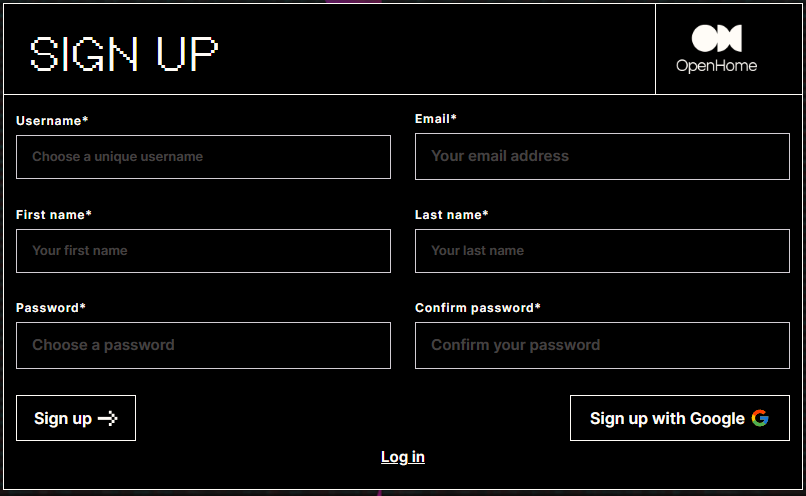 SIGN UP
OpenHome
Username*
Email*
Choose a unique username
Your email address
First name*
Last name*
Your first name
Your last name
Password*
Confirm password*
Choose a password
Confirm your password
Sign up
Sign up with Google
Log in